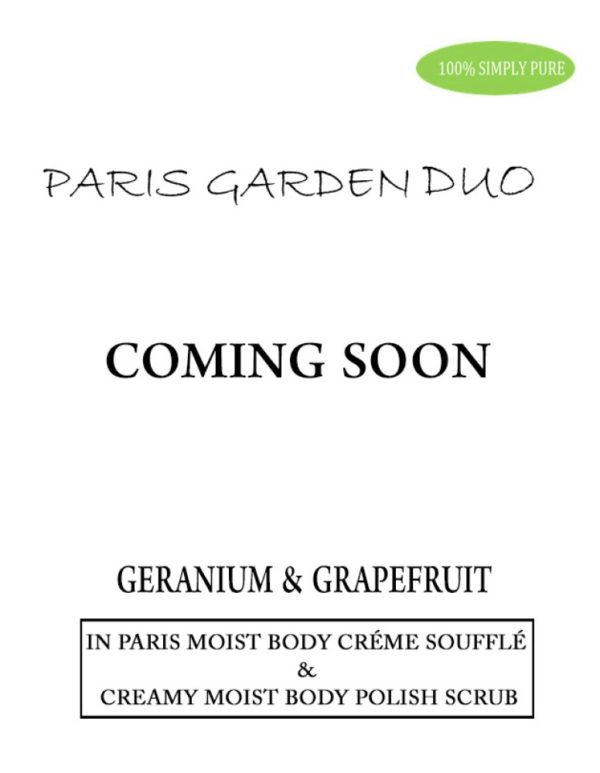 100% SIMPLY PURE
PARIS GARDEN DUO
COMING SOON
GERANIUM & GRAPEFRUIT
IN PARIS MOIST BODY CRÉME SOUFFLÉ
&
CREAMY MOIST BODY POLISH SCRUB